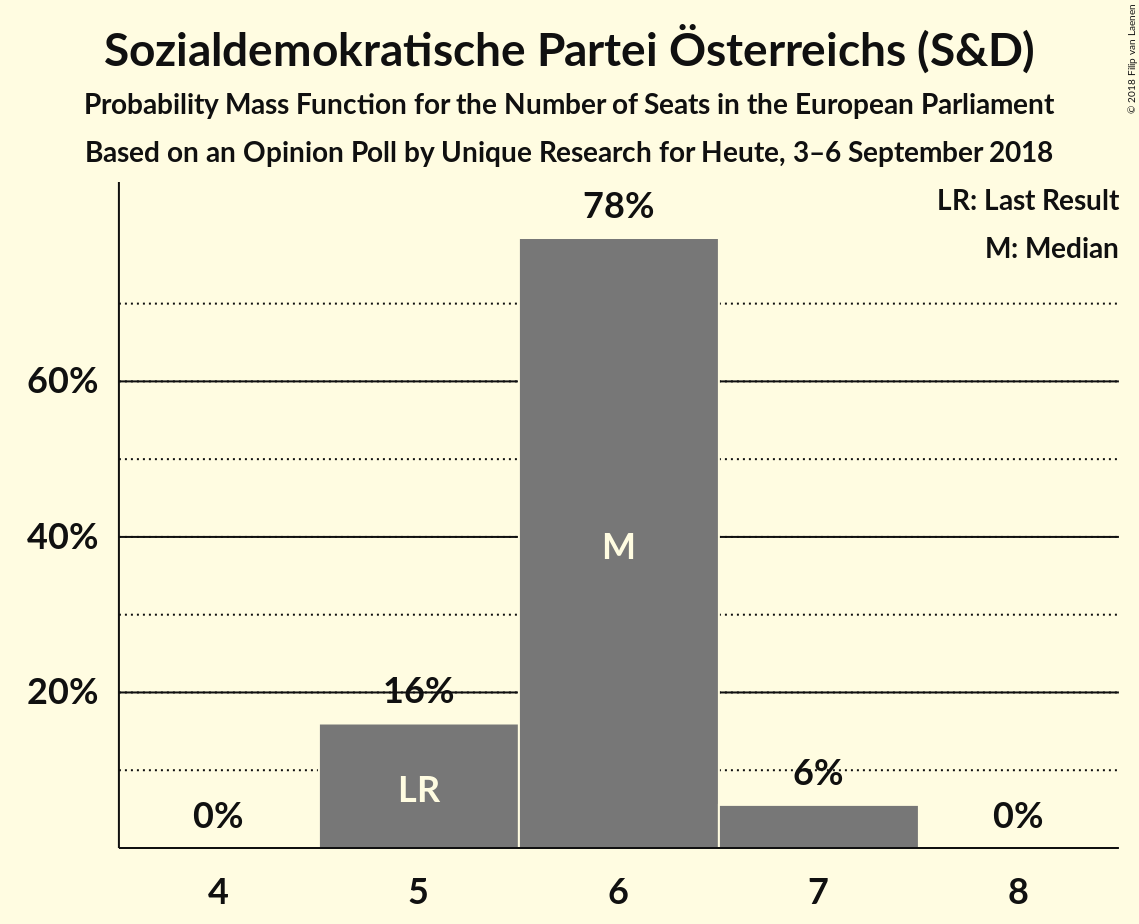 Sozialdemokratische Partei Österreichs (S&D)
Probability Mass Function for the Number of Seats in the European Parliament
Based on an Opinion Poll by Unique Research for Heute, 3–6 September 2018
© 2018 Filip van Laenen
LR: Last Result
M: Median
78%
60%
40%
M
20%
16%
LR
6%
0%
0%
4 5 6 7 8